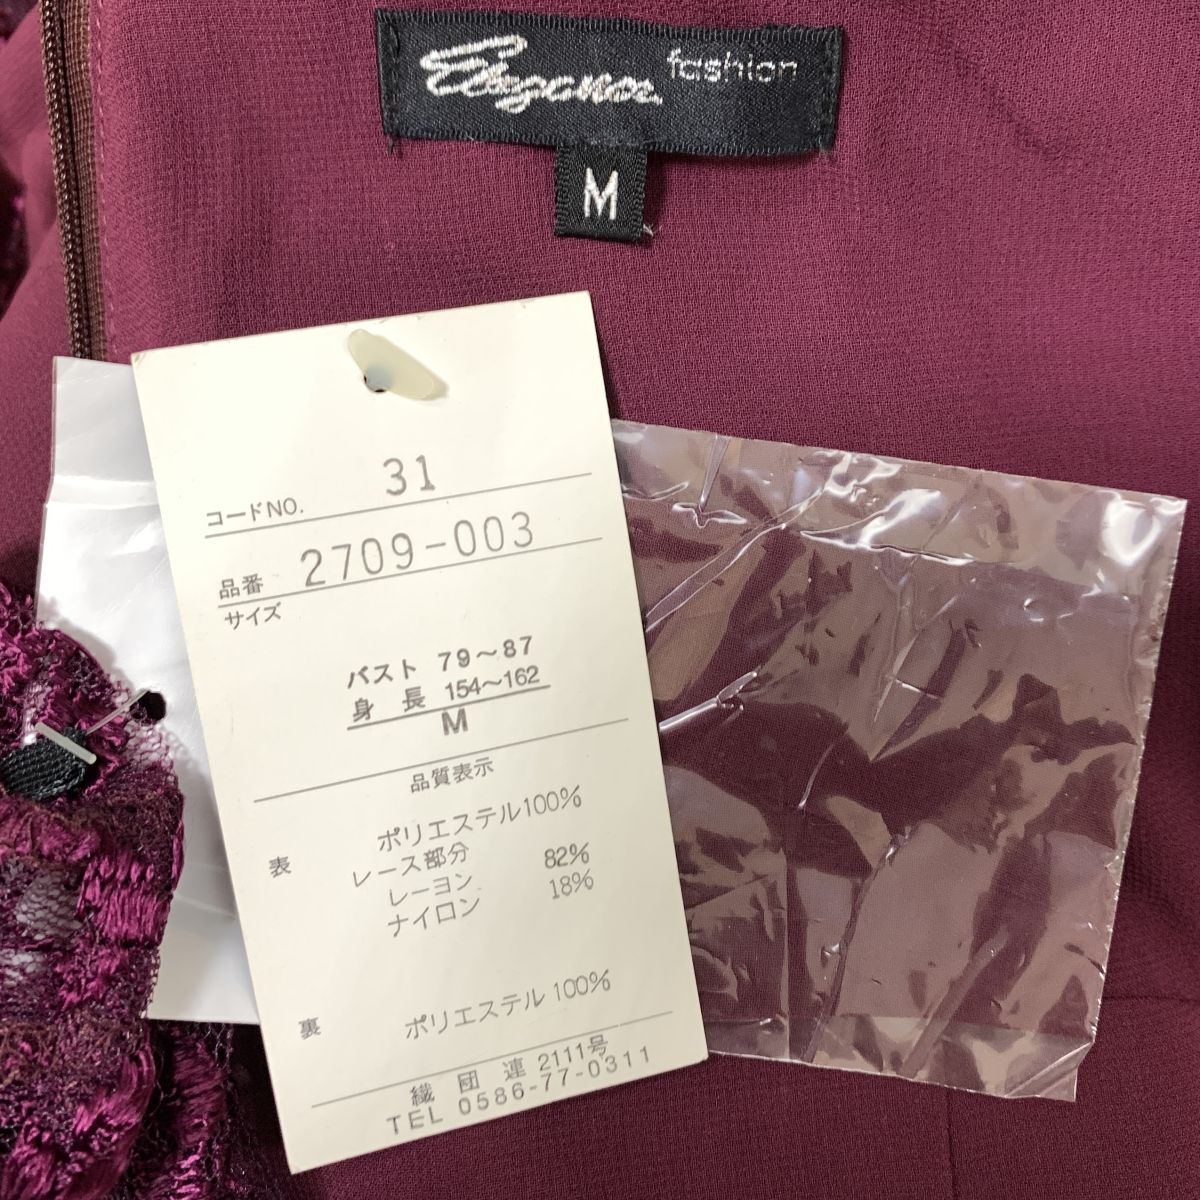 Elegance fashion
M
コードNO. 31
品番 2709-003
サイズ
バスト 79～87
身長 154～162
M
品質表示
表 ポリエステル100%
レース部分
レーヨン 82%
ナイロン 18%
裏 ポリエステル100%
繊団連2111号
TEL 0586-77-0311